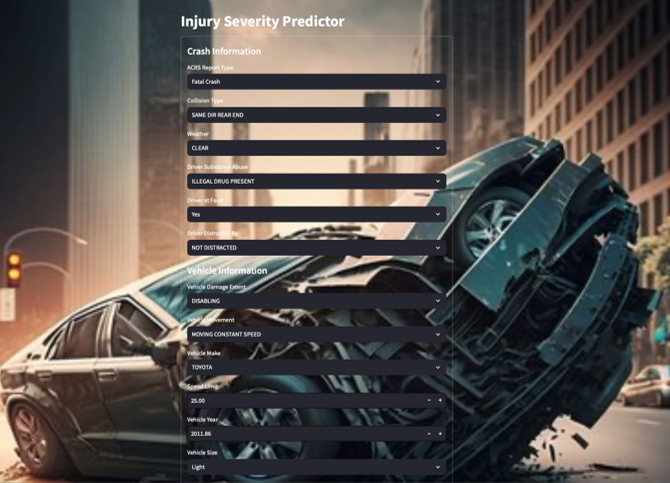 Injury Severity Predictor
Crash Information
ACRS Report Type
Fatal Crash
Collision Type
SAME DIR REAR END
Weather
CLEAR
Driver Substance Abuse
ILLEGAL DRUG PRESENT
Driver at Fault
Yes
Driver Distracted By
NOT DISTRACTED
Vehicle Information
Vehicle Damage Extent
DISABLING
Vehicle Movement
MOVING CONSTANT SPEED
Vehicle Make
TOYOTA
Speed Limit
25.00
Vehicle Year
2011.86
Vehicle Size
Light